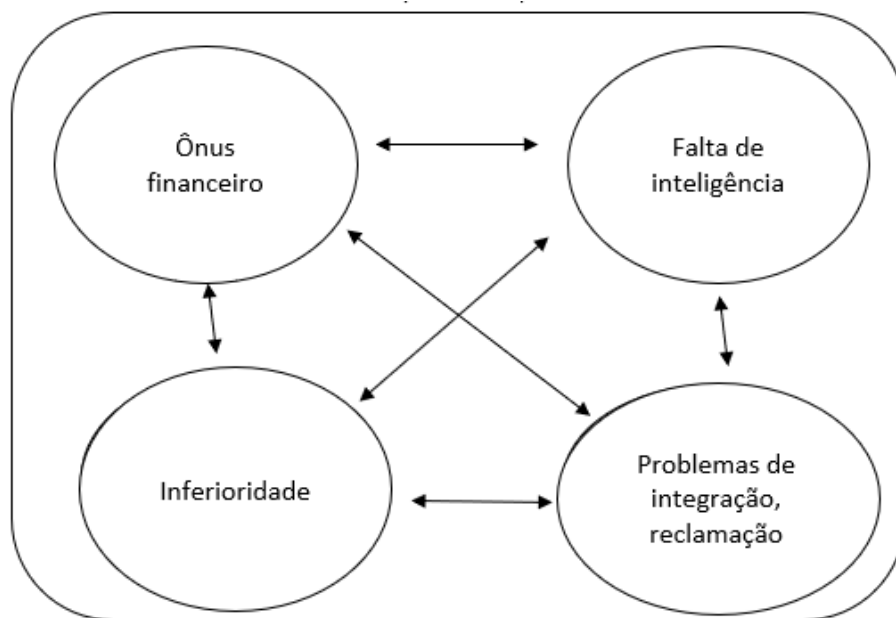 Ônus
financeiro
Falta de
inteligência
Inferioridade
Problemas de
integração,
reclamação